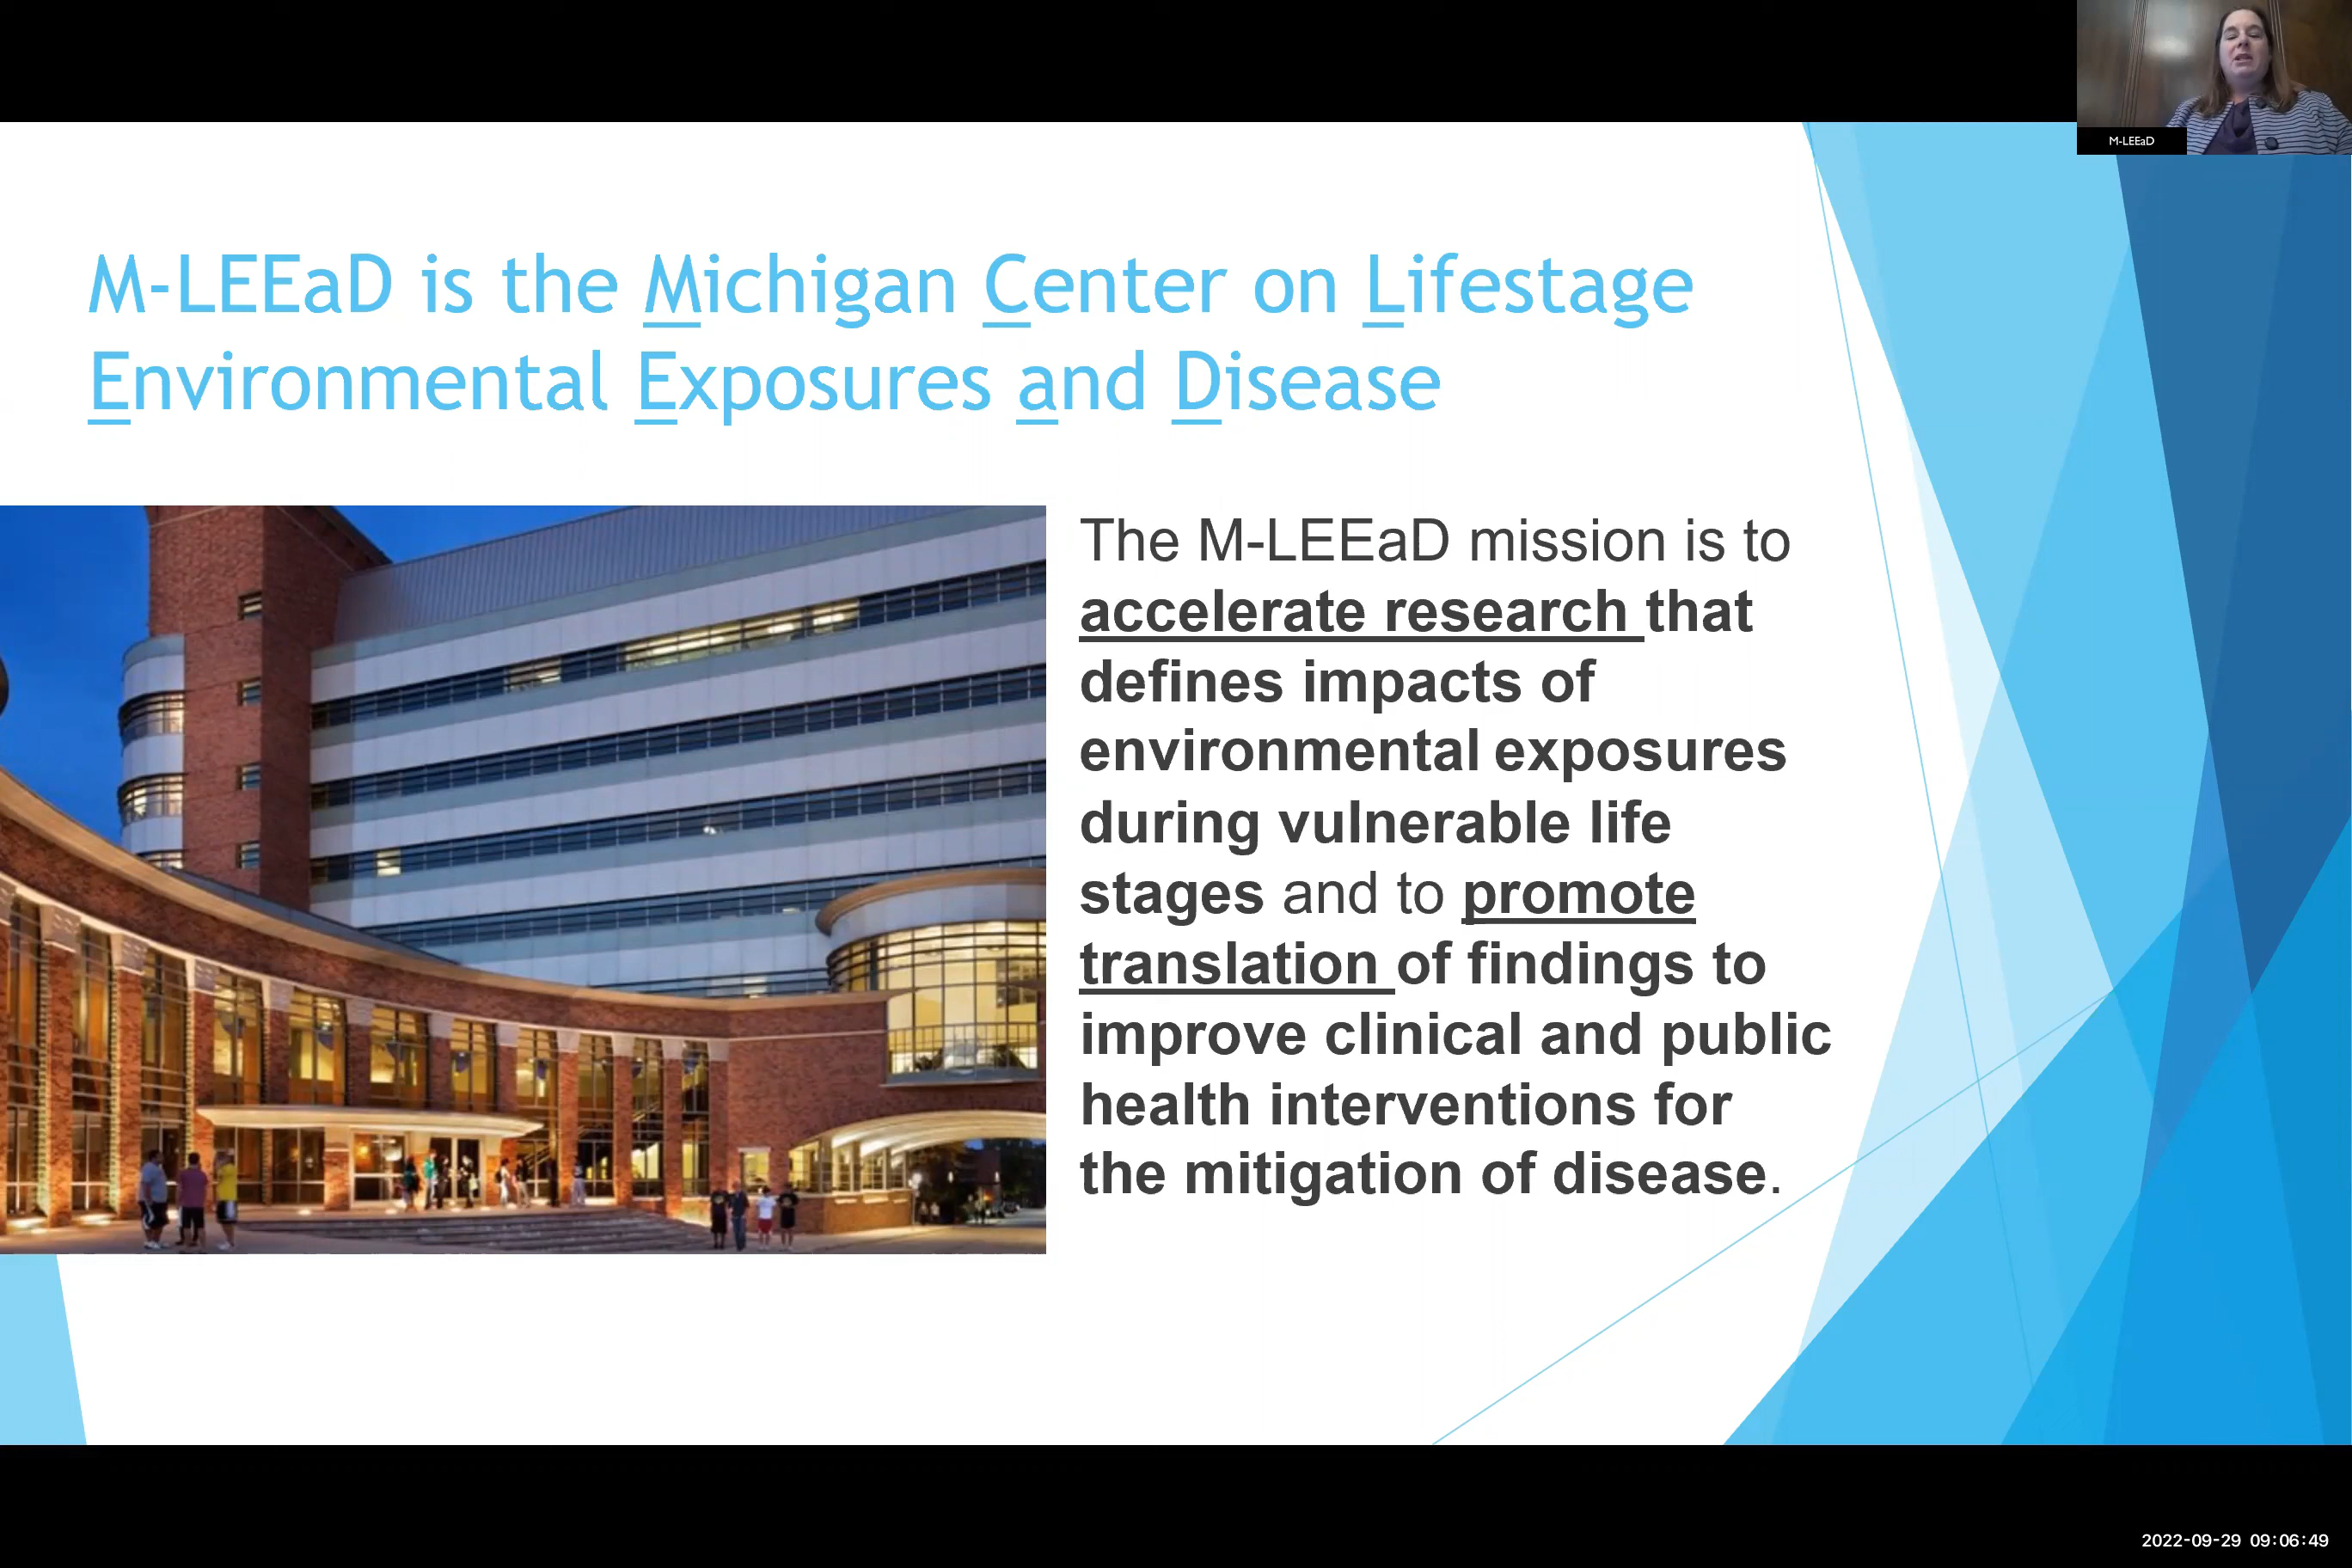 M-LEEaD
M-LEEaD is the Michigan Center on Lifestage
Environmental Exposures and Disease
The M-LEEaD mission is to
accelerate research that
defines impacts of
environmental exposures
during vulnerable life
stages and to promote
translation of findings to
improve clinical and public
health interventions for
the mitigation of disease.
2022-09-29 09:06:49